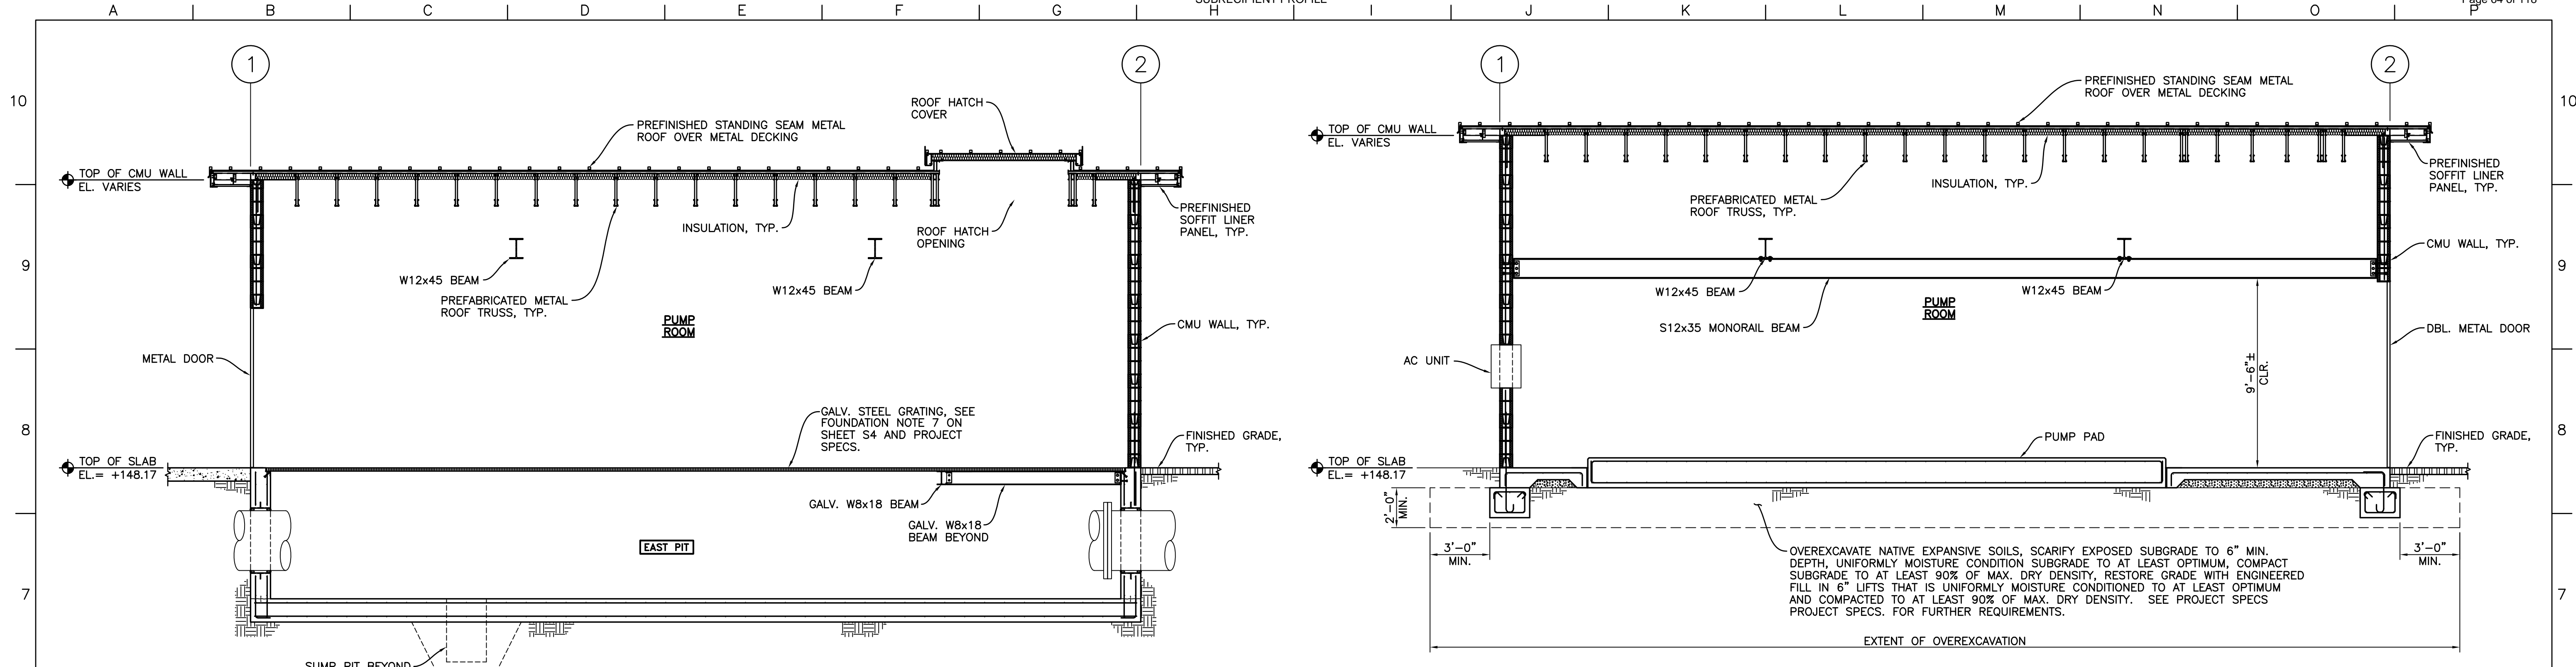 SUBRECIPIENT PROFILE
A B C D E F G H I J K L M N O P
10
9
8
7
1
2
ROOF HATCH
COVER
PREFINISHED STANDING SEAM METAL
ROOF OVER METAL DECKING
TOP OF CMU WALL
EL. VARIES
INSULATION, TYP.
ROOF HATCH
OPENING
PREFINISHED
SOFFIT LINER
PANEL, TYP.
W12x45 BEAM
W12x45 BEAM
PREFABRICATED METAL
ROOF TRUSS, TYP.
PUMP
ROOM
CMU WALL, TYP.
METAL DOOR
GALV. STEEL GRATING, SEE
FOUNDATION NOTE 7 ON
SHEET S4 AND PROJECT
SPECS.
FINISHED GRADE,
TYP.
TOP OF SLAB
EL.= +148.17
GALV. W8x18 BEAM
GALV. W8x18
BEAM BEYOND
EAST PIT
SUMP PIT BEYOND
1
2
PREFINISHED STANDING SEAM METAL
ROOF OVER METAL DECKING
TOP OF CMU WALL
EL. VARIES
PREFABRICATED METAL
ROOF TRUSS, TYP.
INSULATION, TYP.
PREFINISHED
SOFFIT LINER
PANEL, TYP.
CMU WALL, TYP.
W12x45 BEAM
W12x45 BEAM
PUMP
ROOM
S12x35 MONORAIL BEAM
DBL. METAL DOOR
AC UNIT
9'-6"±
CLR.
PUMP PAD
FINISHED GRADE,
TYP.
TOP OF SLAB
EL.= +148.17
2'-0"
MIN.
3'-0"
MIN.
OVEREXCAVATE NATIVE EXPANSIVE SOILS, SCARIFY EXPOSED SUBGRADE TO 6" MIN.
DEPTH, UNIFORMLY MOISTURE CONDITION SUBGRADE TO AT LEAST OPTIMUM, COMPACT
SUBGRADE TO AT LEAST 90% OF MAX. DRY DENSITY, RESTORE GRADE WITH ENGINEERED
FILL IN 6" LIFTS THAT IS UNIFORMLY MOISTURE CONDITIONED TO AT LEAST OPTIMUM
AND COMPACTED TO AT LEAST 90% OF MAX. DRY DENSITY. SEE PROJECT SPECS
PROJECT SPECS. FOR FURTHER REQUIREMENTS.
3'-0"
MIN.
EXTENT OF OVEREXCAVATION
10
9
8
7